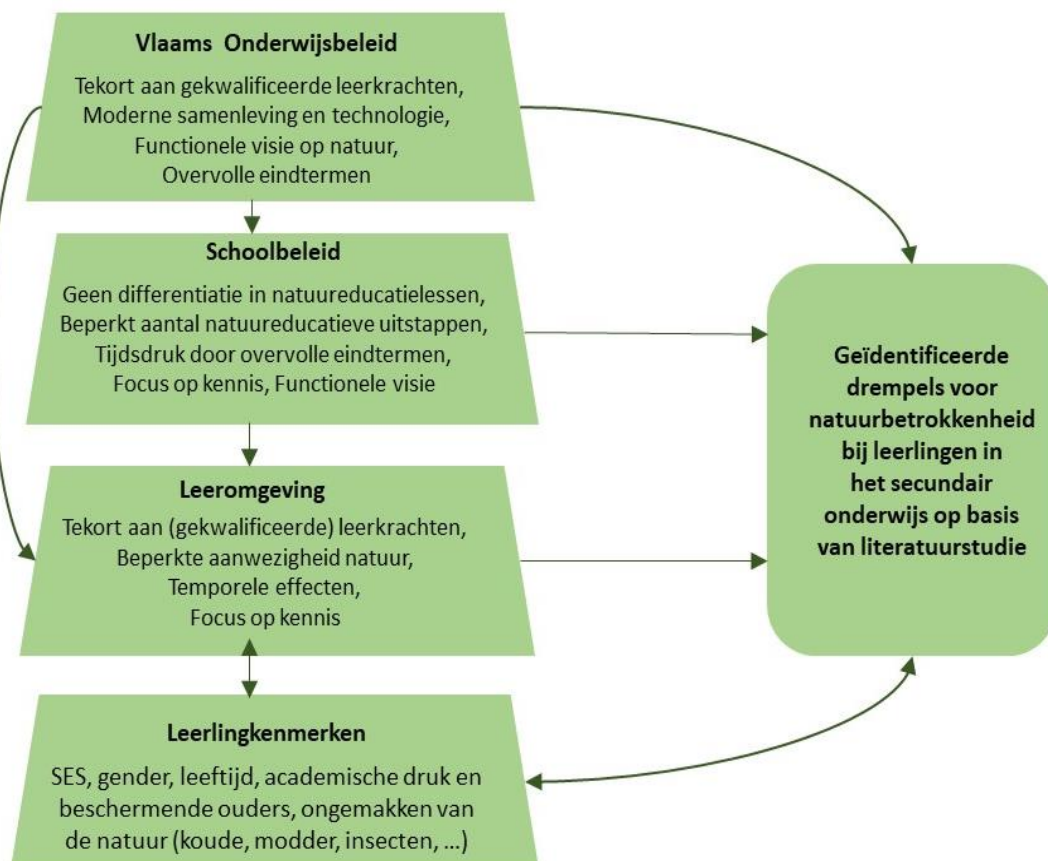 Vlaams Onderwijsbeleid
Tekort aan gekwalificeerde leerkrachten,
Moderne samenleving en technologie,
Functionele visie op natuur,
Overvolle eindtermen
Schoolbeleid
Geen differentiatie in natuureducatielessen,
Beperkt aantal natuureducatieve uitstappen,
Tijdsdruk door overvolle eindtermen,
Focus op kennis, Functionele visie
Leeromgeving
Tekort aan (gekwalificeerde) leerkrachten,
Beperkte aanwezigheid natuur,
Temporele effecten,
Focus op kennis
Leerlingkenmerken
SES, gender, leeftijd, academische druk en
beschermende ouders, ongemakken van
de natuur (koude, modder, insecten, ...)
Geïdentificeerde
drempels voor
natuurbetrokkenheid
bij leerlingen in
het secundair
onderwijs op basis
van literatuurstudie